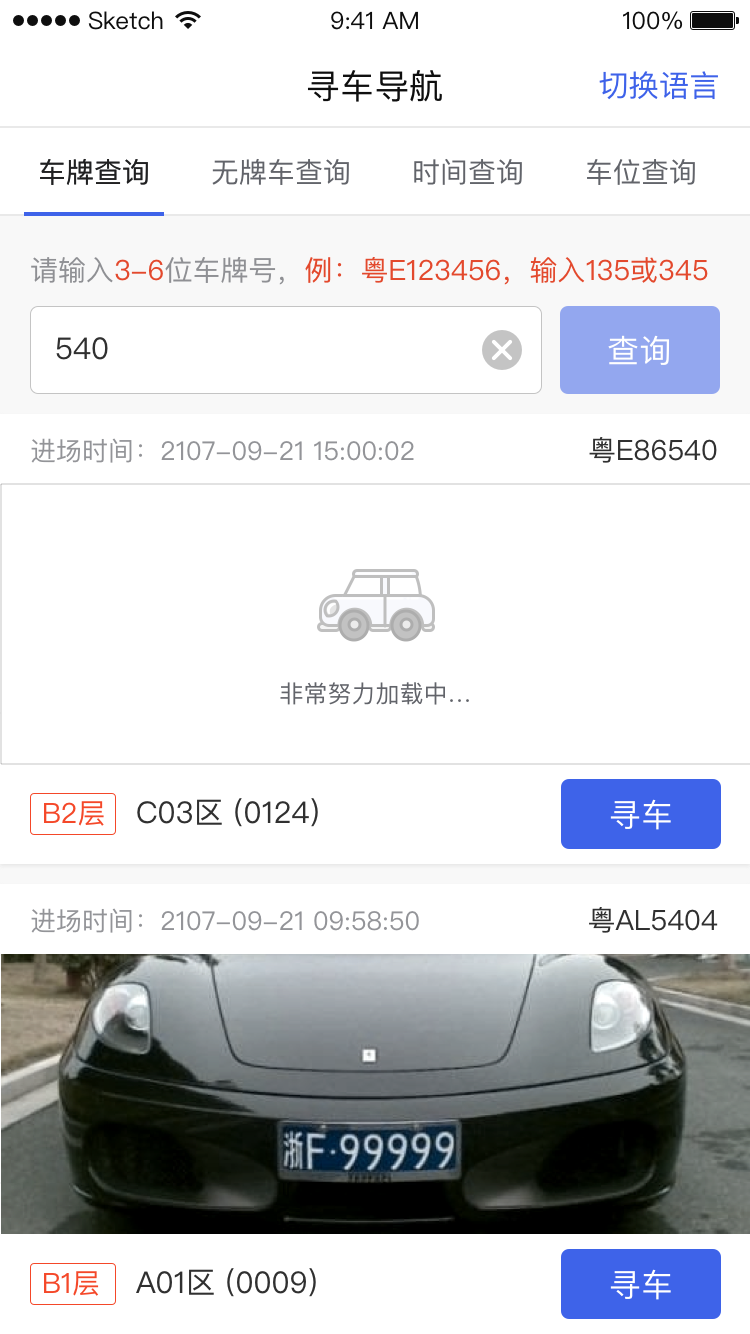 Sketch 9:41 AM 100%
寻车导航 切换语言
车牌查询 无牌车查询 时间查询 车位查询
请输入3-6位车牌号，例：粤E123456，输入135或345
540 查询
进场时间：2107-09-21 15:00:02 粤E86540
非常努力加载中...
B2层 C03区 (0124) 寻车
进场时间：2107-09-21 09:58:50 粤AL5404
浙F·99999
B1层 A01区 (0009) 寻车